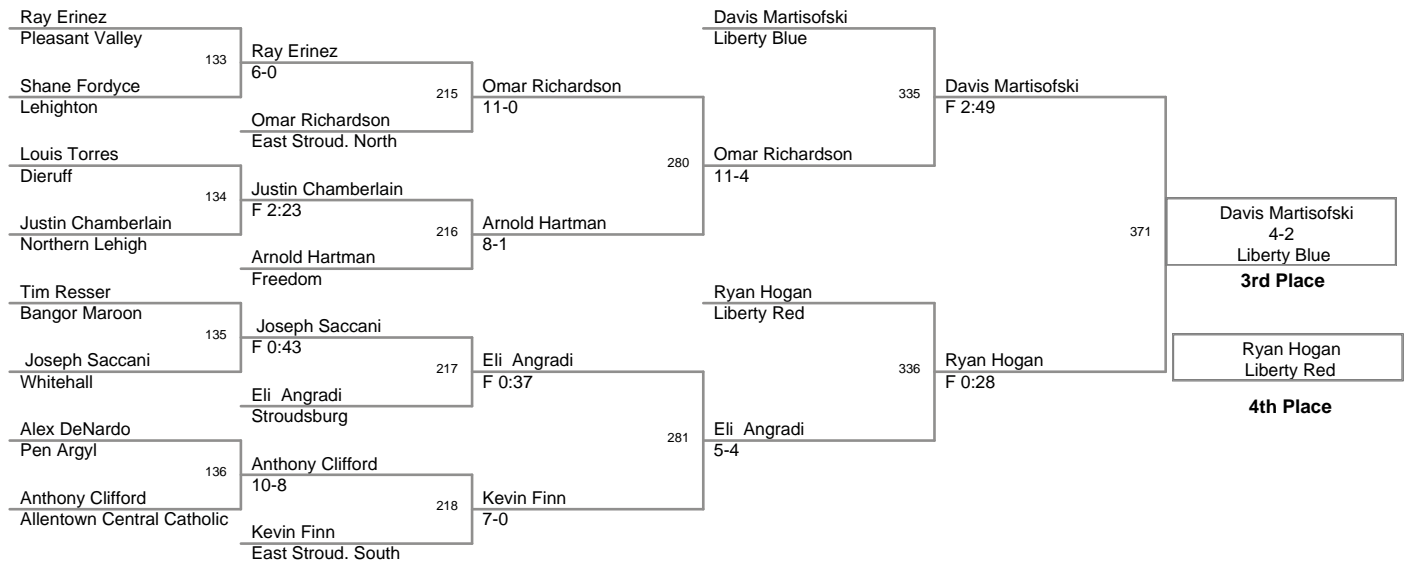 Ray Erinez
Pleasant Valley
133
Shane Fordyce
Lehighton
Louis Torres
Dieruff
134
Justin Chamberlain
Northern Lehigh
Tim Resser
Bangor Maroon
135
Joseph Saccani
Whitehall
Alex DeNardo
Pen Argyl
136
Anthony Clifford
Allentown Central Catholic
Ray Erinez
6-0
215
Omar Richardson
East Stroud. North
Justin Chamberlain
F 2:23
216
Arnold Hartman
Freedom
Joseph Saccani
F 0:43
217
Eli Angradi
Stroudsburg
Anthony Clifford
10-8
218
Kevin Finn
East Stroud. South
Omar Richardson
11-0
280
Arnold Hartman
8-1
Eli Angradi
F 0:37
281
Kevin Finn
7-0
Davis Martisofski
Liberty Blue
335
Omar Richardson
11-4
Ryan Hogan
Liberty Red
336
Eli Angradi
5-4
Davis Martisofski
F 2:49
371
Ryan Hogan
F 0:28
Davis Martisofski
4-2
Liberty Blue
3rd Place
Ryan Hogan
Liberty Red
4th Place